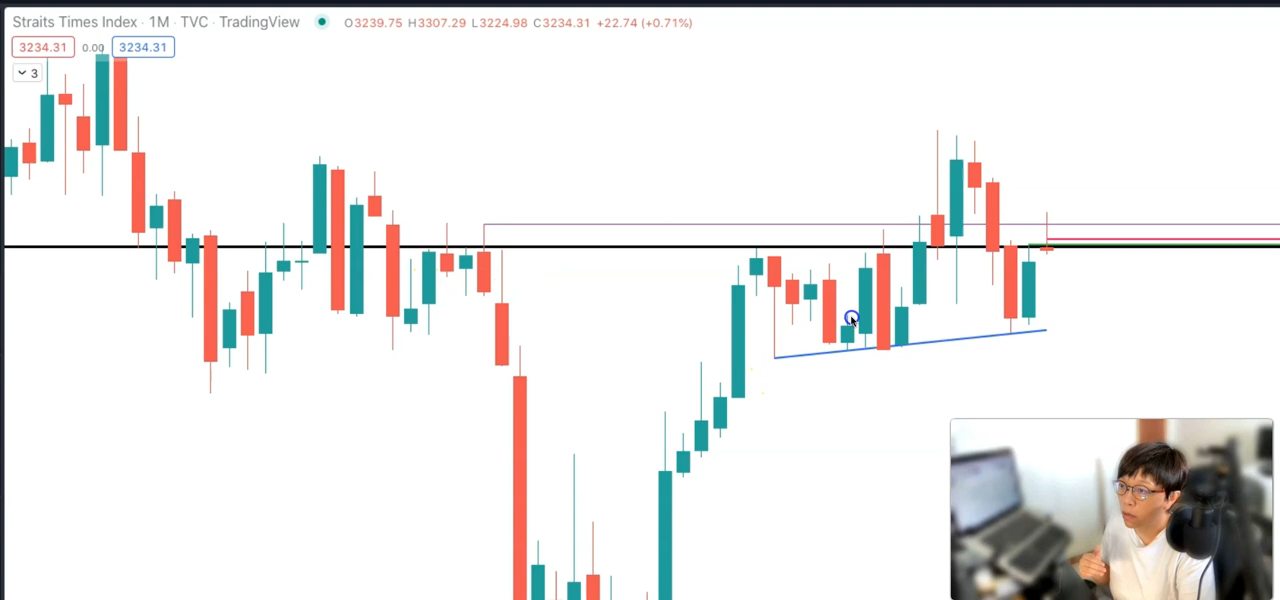 Straits Times Index · 1M · TVC · TradingView O3239.75 H3307.29 L3224.98 C3234.31 +22.74 (+0.71%)
3234.31 0.00 3234.31
3